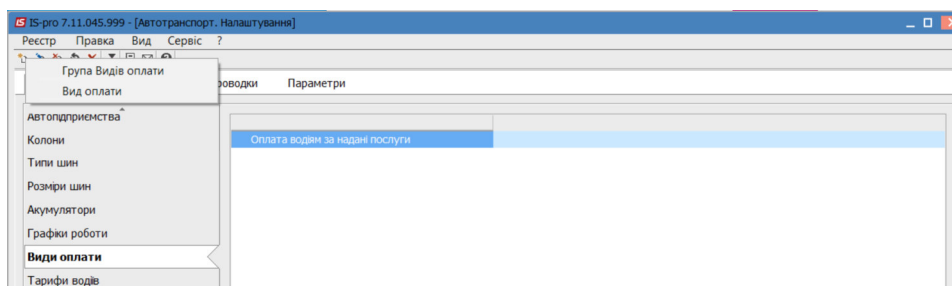 IS-pro 7.11.045.999 - [Автотранспорт. Налаштування]
Реєстр Правка Вид Сервіс ?
Група Видів оплати
Вид оплати
роводки Параметри
Автопідприємства
Колони
Оплата водіям за надані послуги
Типи шин
Розміри шин
Акумулятори
Графіки роботи
Види оплати
Тарифи водів